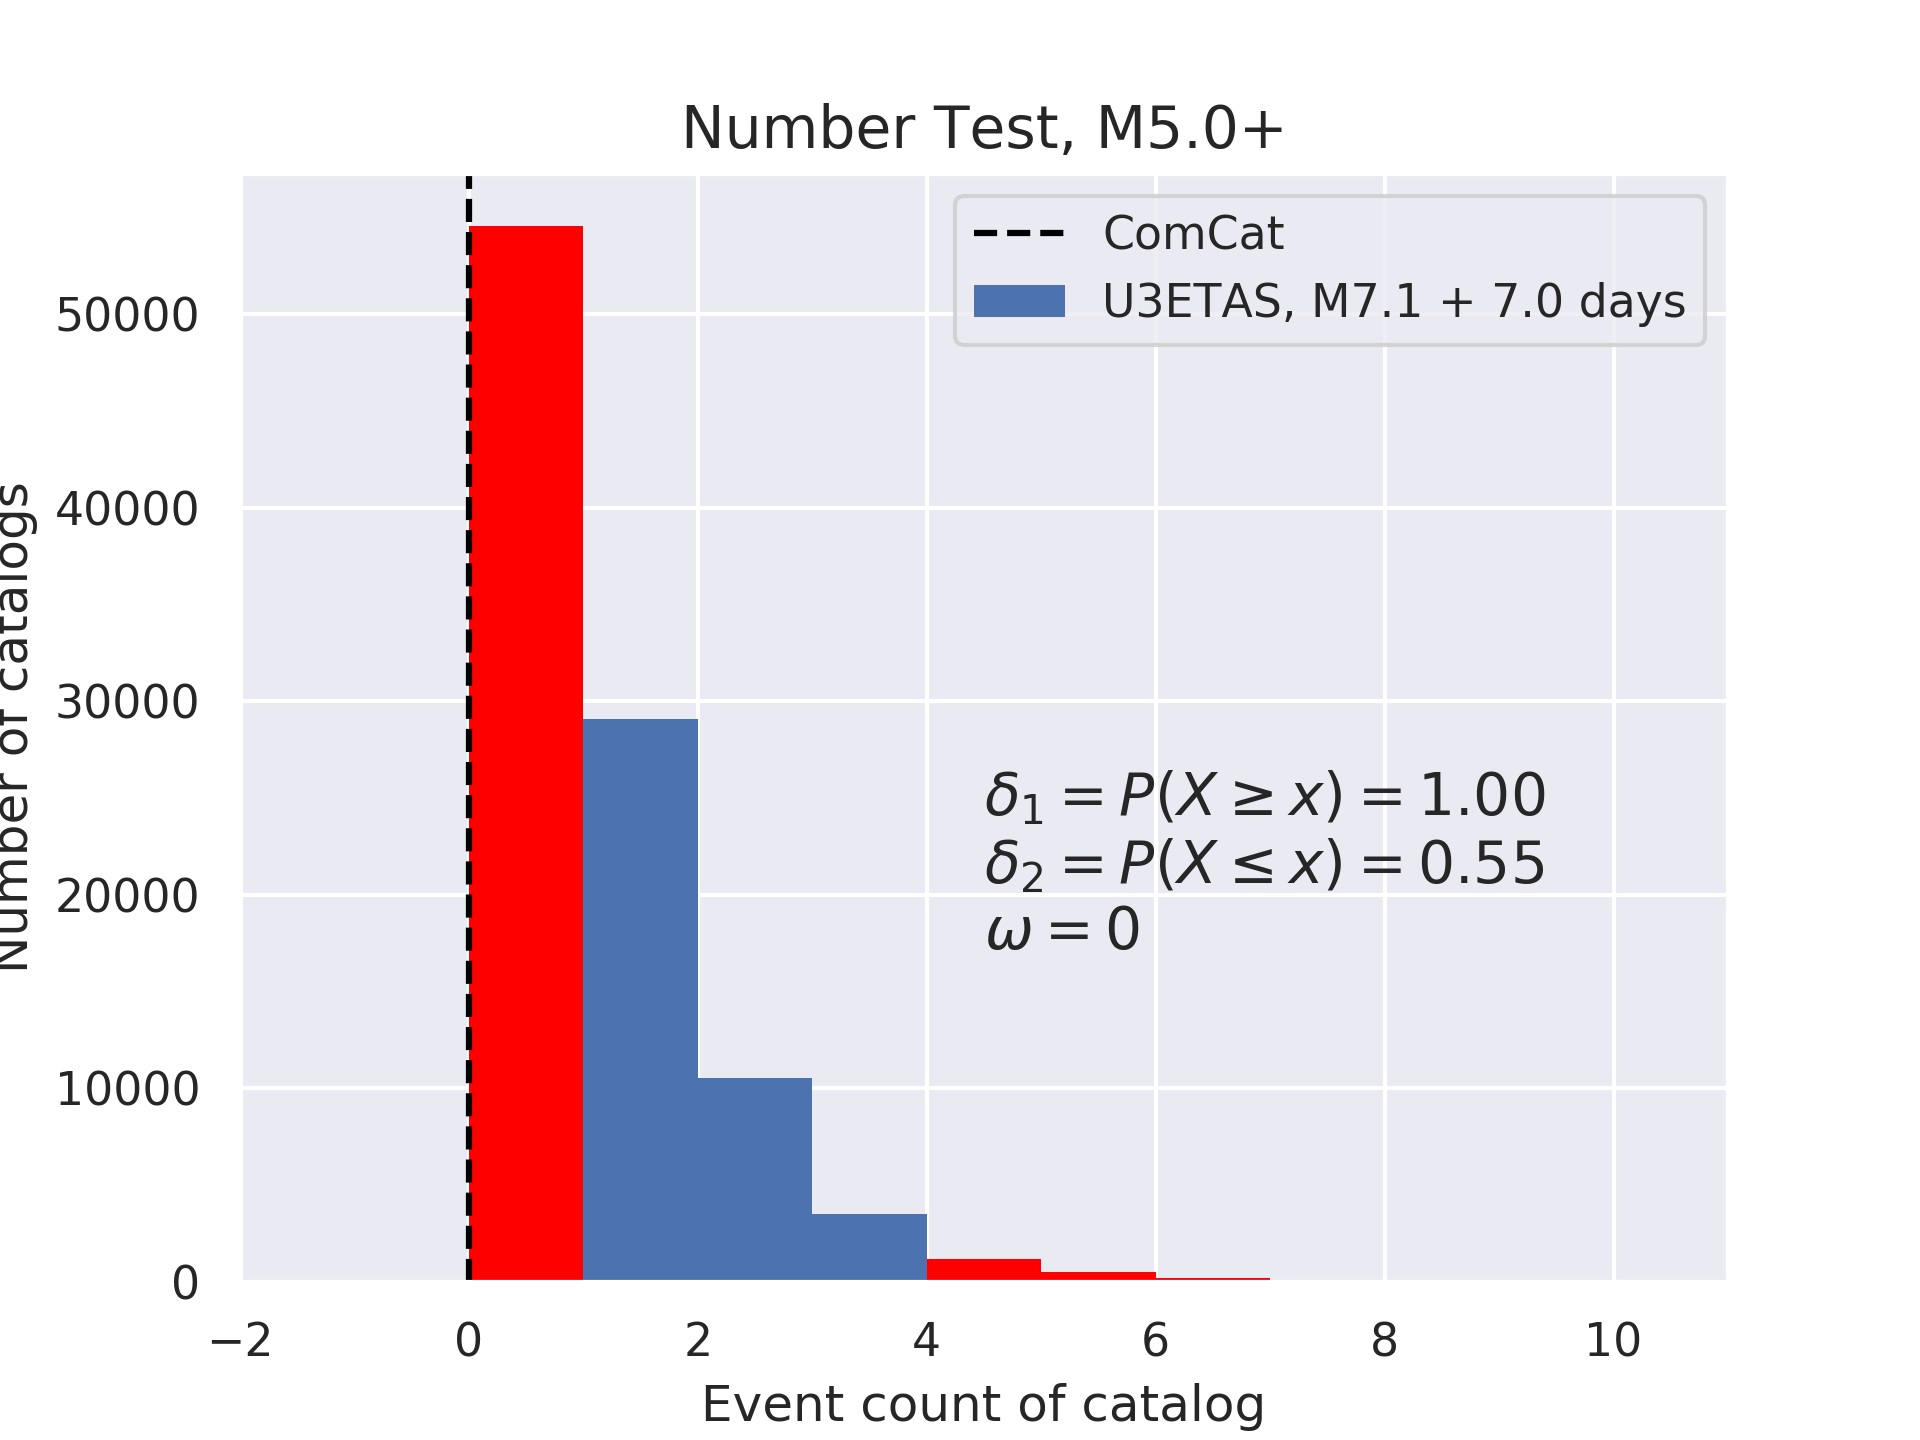 Number Test, M5.0+
ComCat
U3ETAS, M7.1 + 7.0 days
50000
40000
30000
20000
10000
0
Number of catalogs
δ1 = P(X ≥ x) = 1.00
δ2 = P(X ≤ x) = 0.55
ω = 0
−2 0 2 4 6 8 10
Event count of catalog